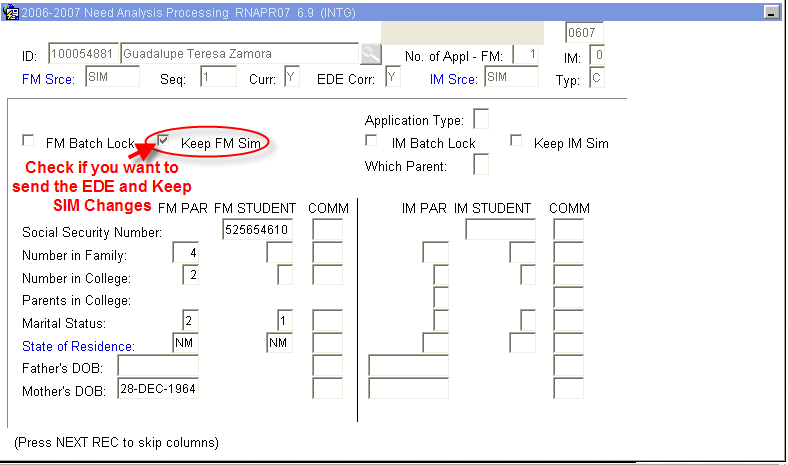 2006-2007 Need Analysis Processing RNAPR07 6.9 (INTG)
0607
ID: 100054881 Guadalupe Teresa Zamora No. of Appl - FM: 1 IM: 0
FM Srce: SIM Seq: 1 Curr: Y EDE Corr: Y IM Srce: SIM Typ: C
Application Type:
FM Batch Lock Keep FM Sim IM Batch Lock Keep IM Sim
Which Parent:
Check if you want to
send the EDE and Keep
SIM Changes
FM PAR FM STUDENT COMM IM PAR IM STUDENT COMM
Social Security Number: 525654610
Number in Family: 4
Number in College: 2
Parents in College:
Marital Status: 2 1
State of Residence: NM NM
Father's DOB:
Mother's DOB: 28-DEC-1964
(Press NEXT REC to skip columns)